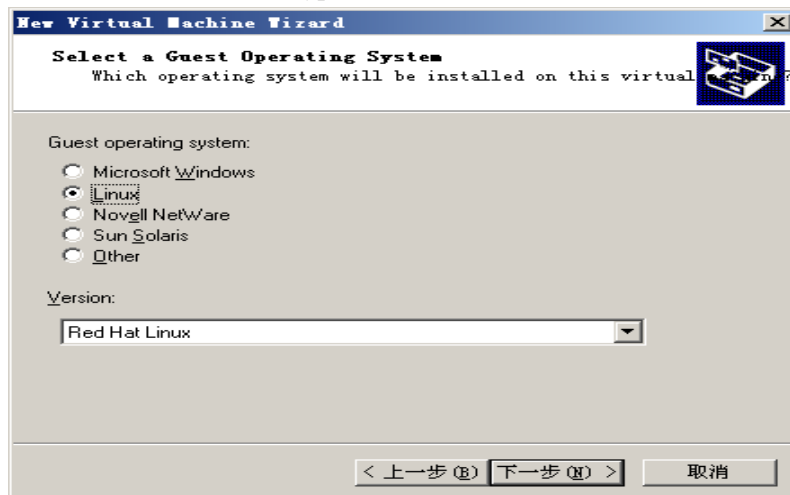 New Virtual Machine Wizard
Select a Guest Operating System
Which operating system will be installed on this virtual
Guest operating system:
Microsoft Windows
Linux
Novell NetWare
Sun Solaris
Other
Version:
Red Hat Linux
< 上一步(B) 下一步(N) > 取消